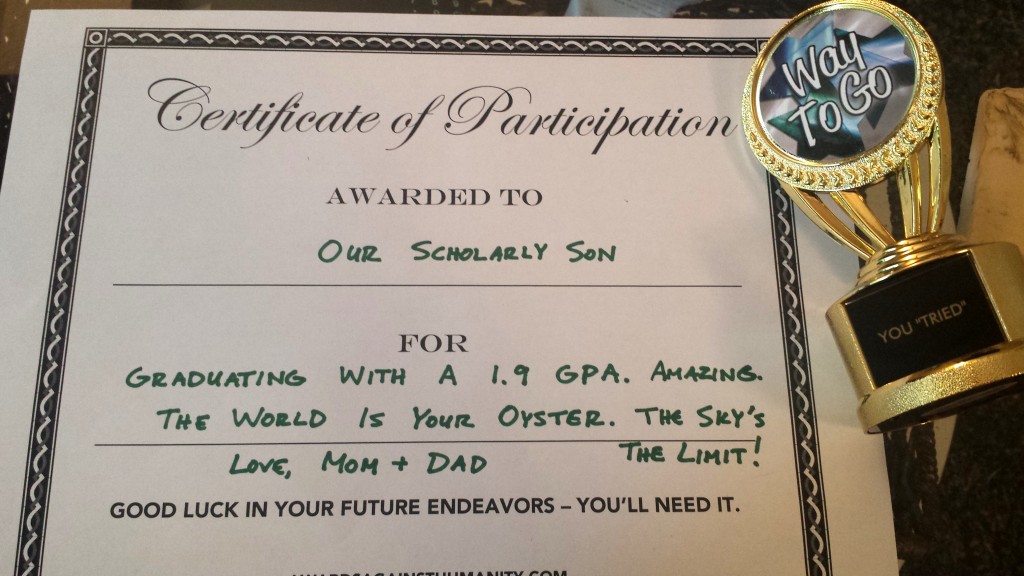 Certificate of Participation
AWARDED TO
OUR SCHOLARLY SON
FOR
GRADUATING WITH A 1.9 GPA. AMAZING.
THE WORLD IS YOUR OYSTER. THE SKY'S
THE LIMIT!
LOVE, MOM + DAD
GOOD LUCK IN YOUR FUTURE ENDEAVORS – YOU'LL NEED IT.
Way
To GO
YOU "TRIED"